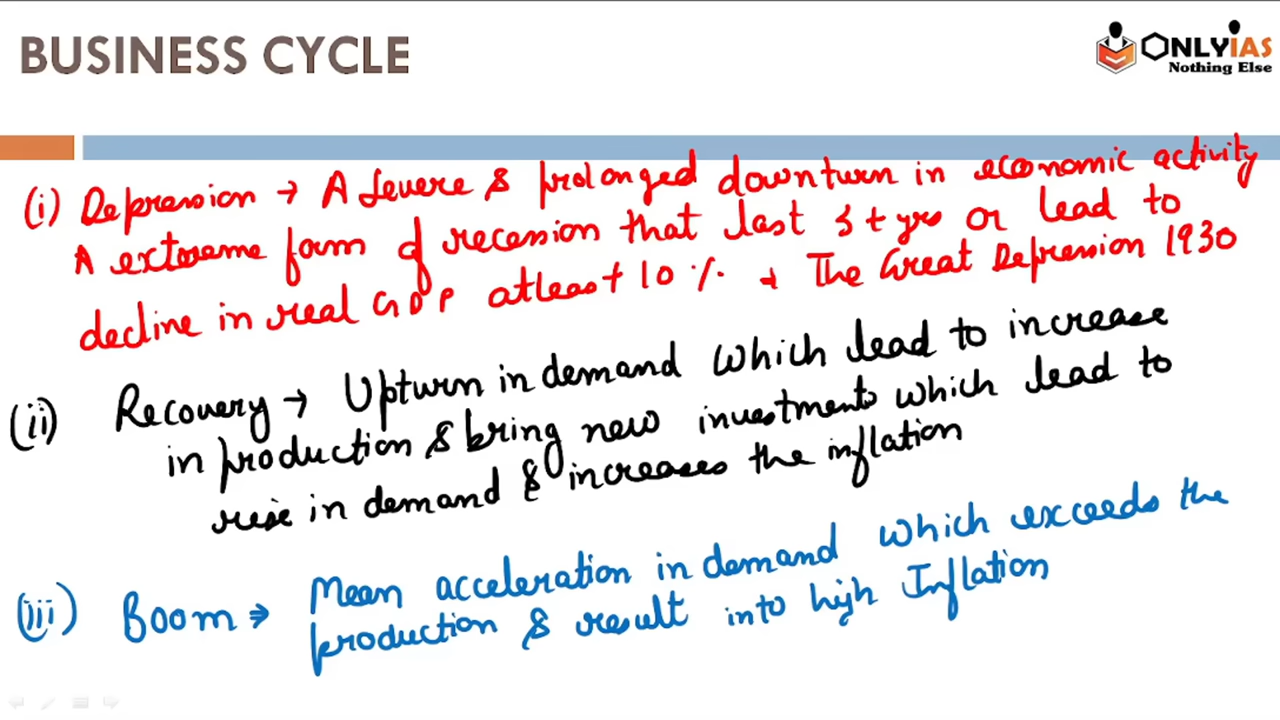 BUSINESS CYCLE
ONLYIAS
Nothing Else
(i) Depression → A severe & prolonged downturn in economic activity
A extreme form of recession that last 3+ yrs or lead to
decline in real GDP atleast 10% → The Great Depression 1930
(ii) Recovery → Upturn in demand which lead to increase
in production & bring new investments which lead to
rise in demand & increases the inflation
(iii) Boom → Mean acceleration in demand which exceeds the
production & result into high Inflation